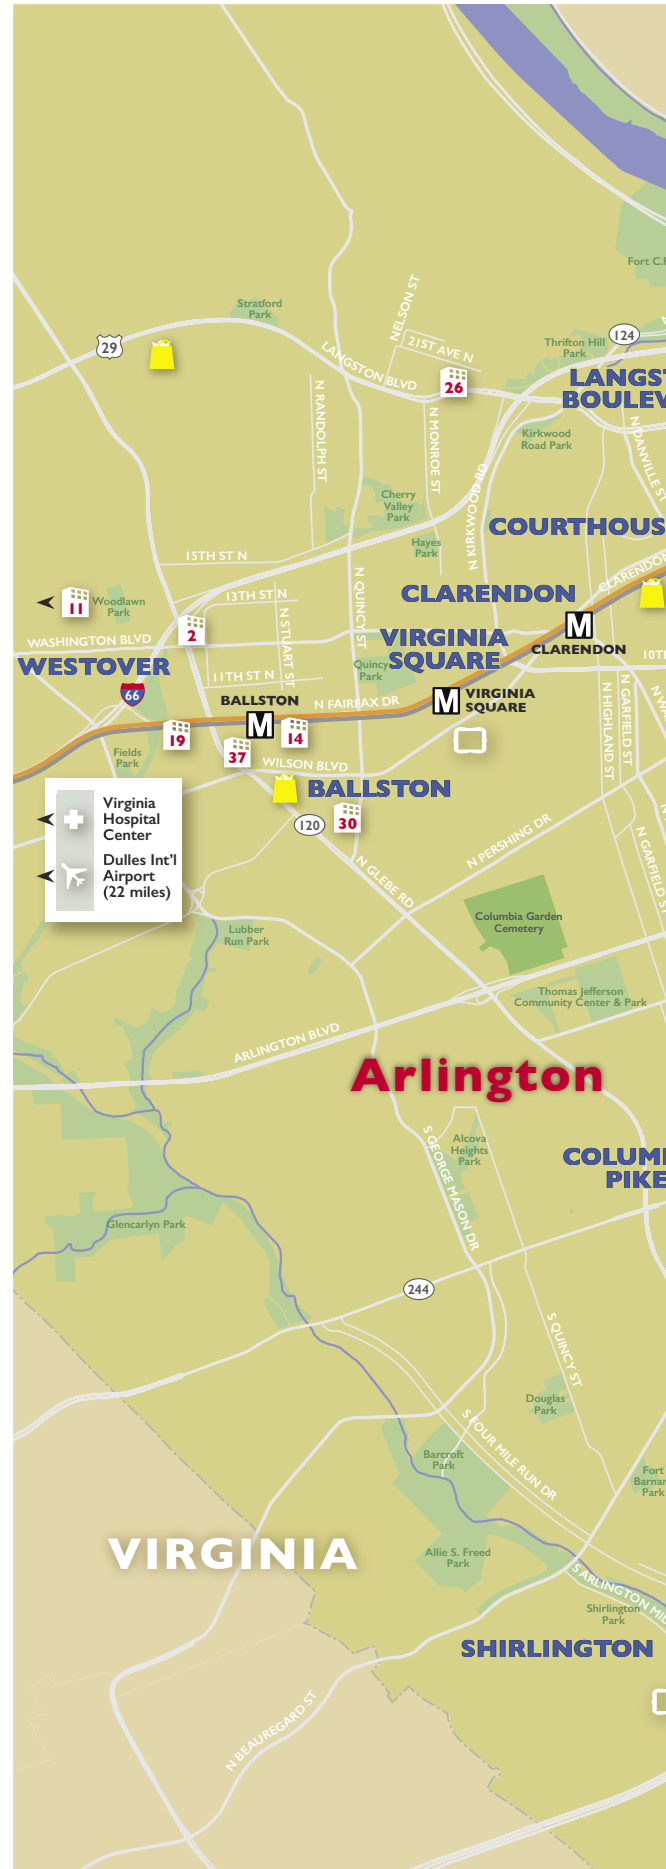 Fort C.F
NELSON ST
Stratford
Park
124
29
21ST AVE N
Thrifton Hill
Park
LANGSTON BLVD
26
LANGST
BOULEV
N RANDOLPH ST
N MONROE ST
Kirkwood
Road Park
N DANVILLE ST
N KIRKWOOD RD
Cherry
Valley
Park
COURTHOUS
Hayes
Park
15TH ST N
CLARENDON
N QUINCY ST
CLARENDON
13TH ST N
11
Woodlawn
Park
N STUART ST
2
M
CLARENDON
WASHINGTON BLVD
VIRGINIA
SQUARE
10TH
WESTOVER
Quincy
Park
11TH ST N
66
BALLSTON
N FAIRFAX DR
M
VIRGINIA
SQUARE
N HIGHLAND ST
N GARFIELD ST
N WA
M
14
19
37
Fields
Park
WILSON BLVD
BALLSTON
Virginia
Hospital
Center
Dulles Int'l
Airport
(22 miles)
120
30
N GLEBE RD
N PERSHING DR
N GARFIELD ST
N
Columbia Garden
Cemetery
Lubber
Run Park
Thomas Jefferson
Community Center & Park
ARLINGTON BLVD
Arlington
S GEORGE MASON DR
Alcova
Heights
Park
COLUM
PIKE
Glencarlyn Park
244
S QUINCY ST
Douglas
Park
S FOUR MILE RUN DR
Barcroft
Park
Fort
Barnar
Park
VIRGINIA
Allie S. Freed
Park
S ARLINGTON MIL
Shirlington
Park
SHIRLINGTON
N BEAUREGARD ST